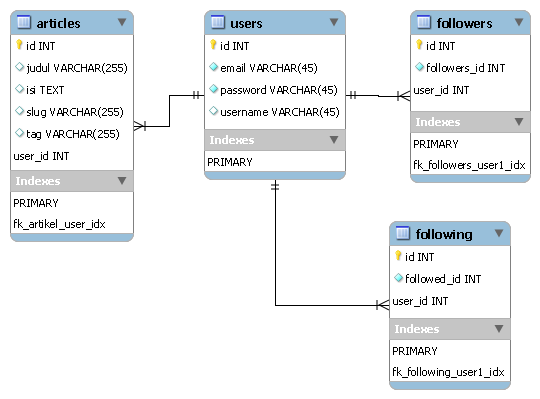 articles
id INT
judul VARCHAR(255)
isi TEXT
slug VARCHAR(255)
tag VARCHAR(255)
user_id INT
Indexes
PRIMARY
fk_artikel_user_idx
users
id INT
email VARCHAR(45)
password VARCHAR(45)
username VARCHAR(45)
Indexes
PRIMARY
followers
id INT
followers_id INT
user_id INT
Indexes
PRIMARY
fk_followers_user1_idx
following
id INT
followed_id INT
user_id INT
Indexes
PRIMARY
fk_following_user1_idx